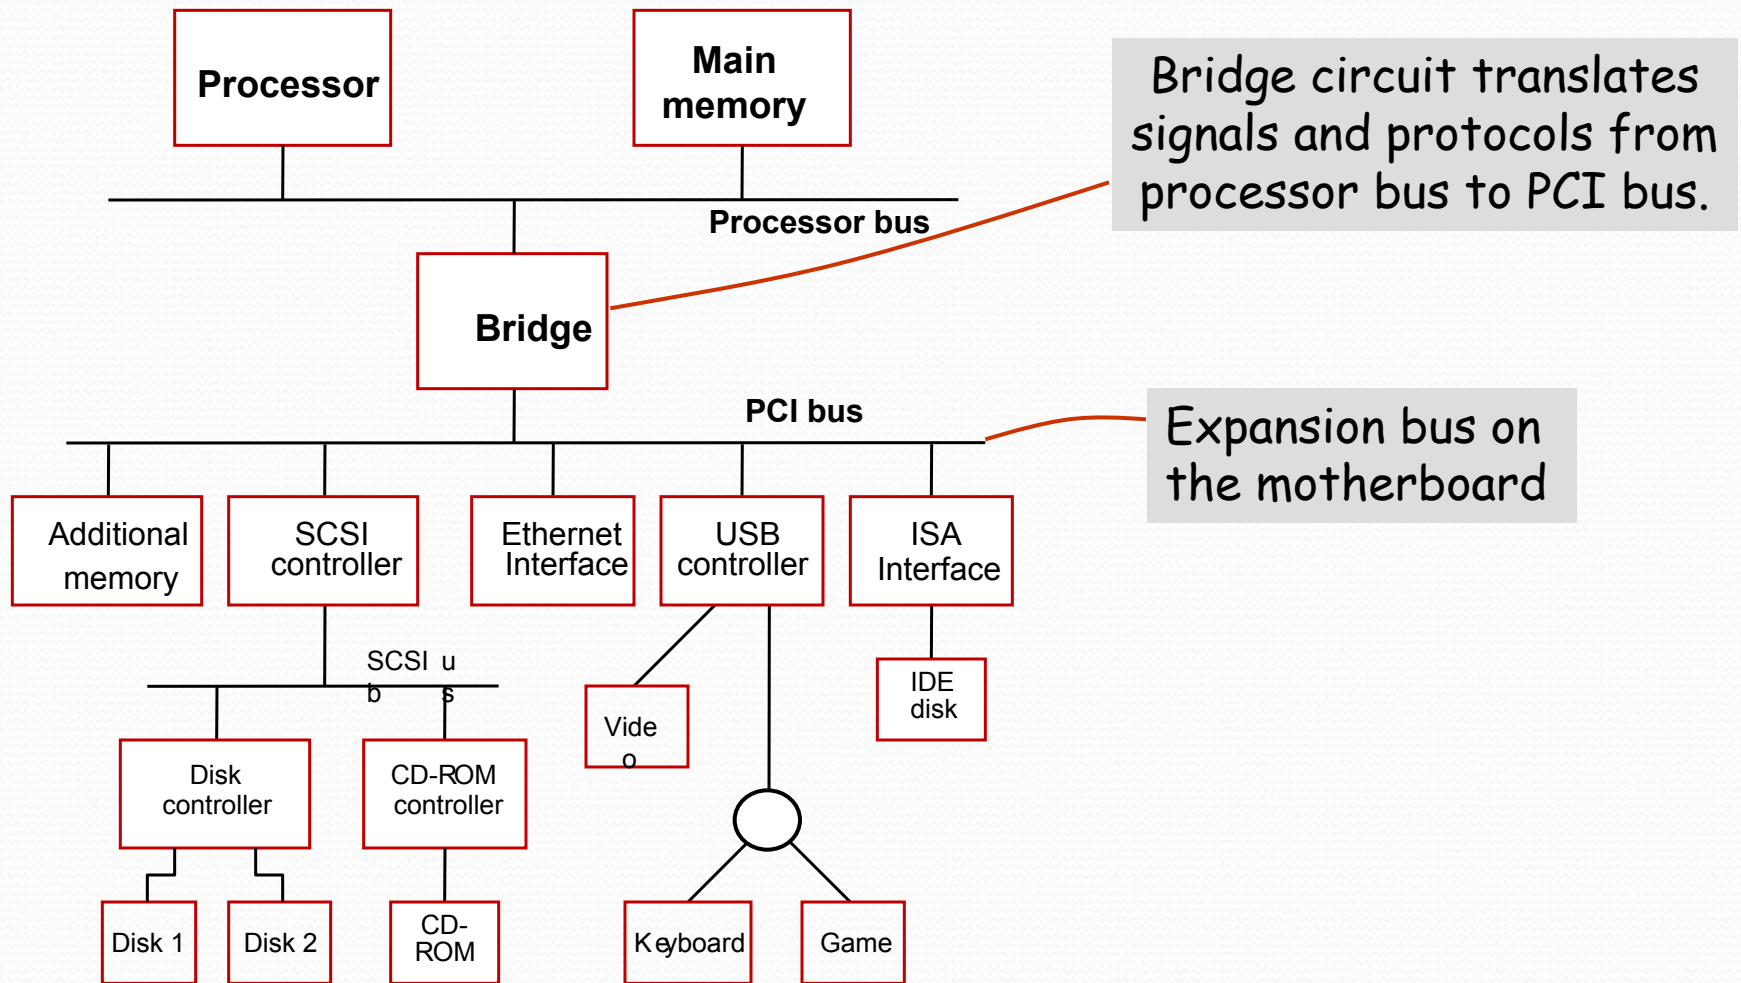 Processor
Main
memory
Bridge circuit translates
signals and protocols from
processor bus to PCI bus.
Processor bus
Bridge
PCI bus
Expansion bus on
the motherboard
Additional
memory
SCSI
controller
Ethernet
Interface
USB
controller
ISA
Interface
SCSI u
b s
IDE
disk
Vide
o
Disk
controller
CD-ROM
controller
Disk 1
Disk 2
CD-
ROM
Keyboard
Game